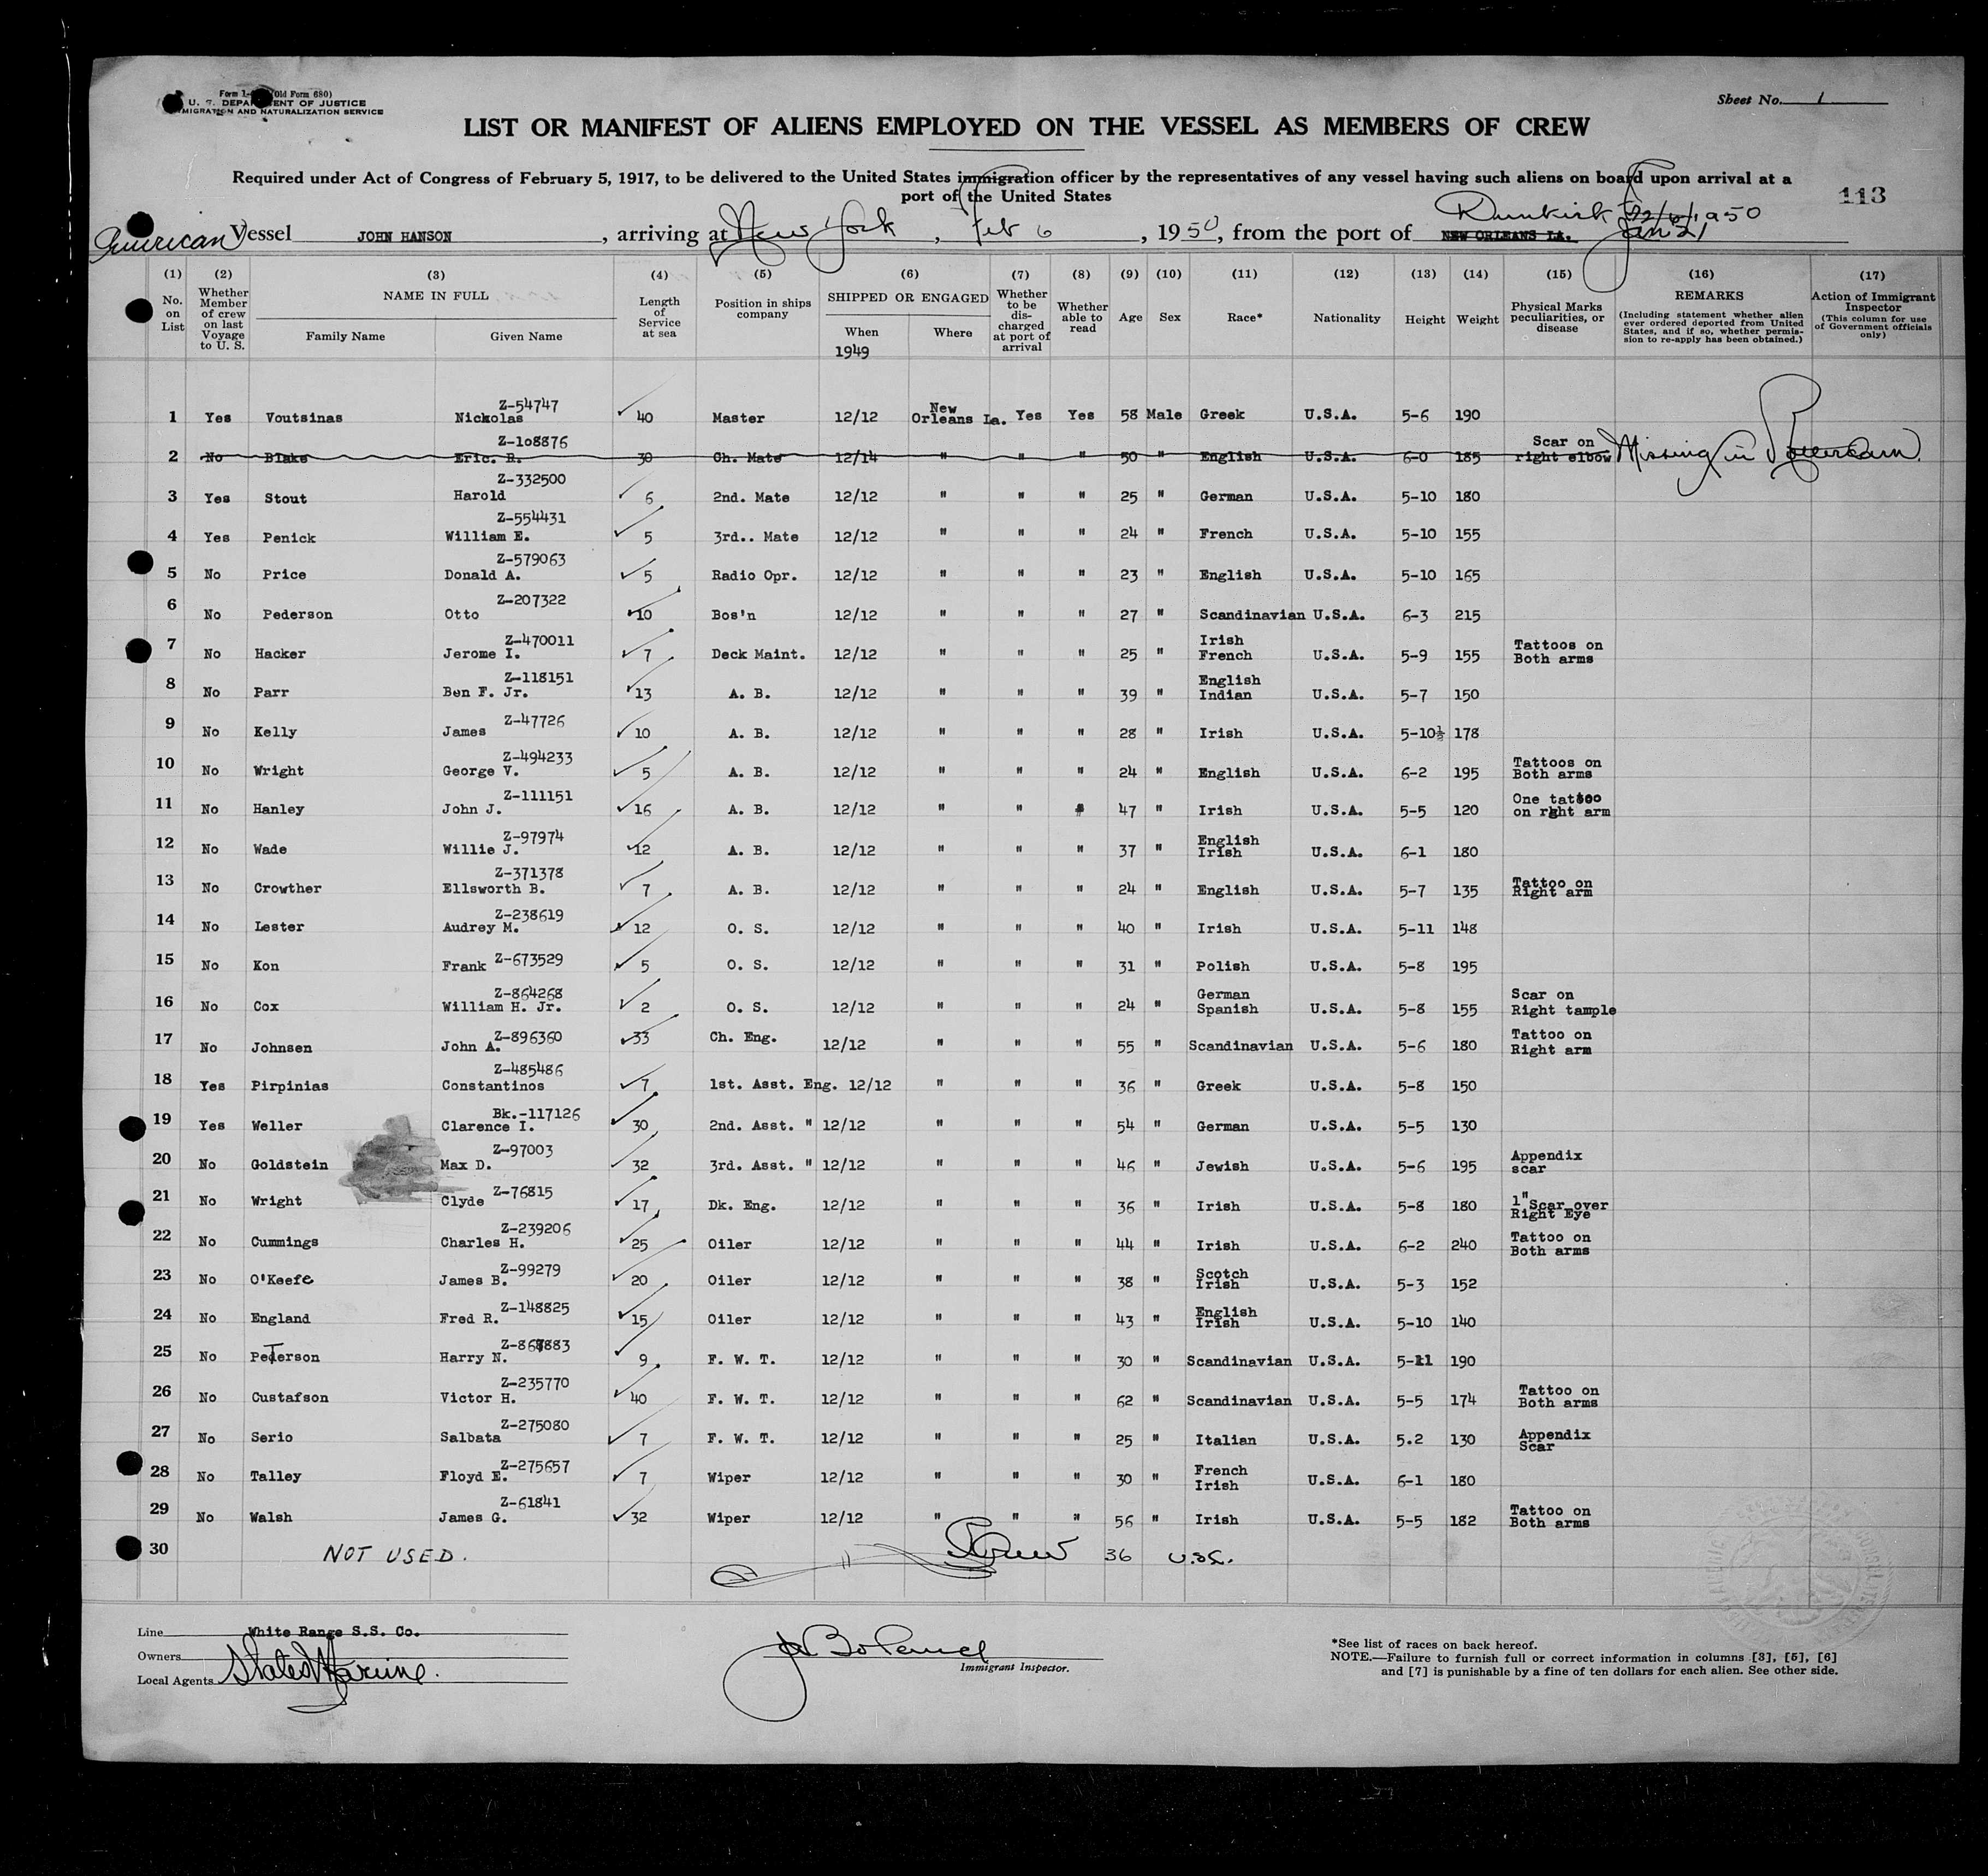 Form I- (Old Form 680)
U. S. DEPARTMENT OF JUSTICE
IMMIGRATION AND NATURALIZATION SERVICE
Sheet No. 1
LIST OR MANIFEST OF ALIENS EMPLOYED ON THE VESSEL AS MEMBERS OF CREW
Required under Act of Congress of February 5, 1917, to be delivered to the United States immigration officer by the representatives of any vessel having such aliens on board upon arrival at a
port of the United States
113
Dunkirk 1950
American Vessel JOHN HANSON, arriving at New York, Feb 6, 1950, from the port of NEW ORLEANS LA. Jan 21
(1) (2) (3) (4) (5) (6) (7) (8) (9) (10) (11) (12) (13) (14) (15) (16) (17)
No. on List
Whether Member of crew on last Voyage to U. S.
NAME IN FULL
Family Name
Given Name
Length of Service at sea
Position in ships company
SHIPPED OR ENGAGED
When
1949
Where
Whether to be discharged at port of arrival
Whether able to read
Age
Sex
Race*
Nationality
Height
Weight
Physical Marks peculiarities, or disease
REMARKS
(Including statement whether alien ever ordered deported from United States, and if so, whether permission to re-apply has been obtained.)
Action of Immigrant Inspector
(This column for use of Government officials only)
1 Yes Voutsinas Nickolas Z-54747 40 Master 12/12 New Orleans La. Yes Yes 58 Male Greek U.S.A. 5-6 190
2 No Blake Eric. R. Z-108876 30 Ch. Mate 12/14 " " " 50 " English U.S.A. 6-0 185 Scar on right elbow Missing in
3 Yes Stout Harold Z-332500 6 2nd. Mate 12/12 " " " 25 " German U.S.A. 5-10 180
4 Yes Penick William E. Z-554431 5 3rd.. Mate 12/12 " " " 24 " French U.S.A. 5-10 155
5 No Price Donald A. Z-579063 5 Radio Opr. 12/12 " " " 23 " English U.S.A. 5-10 165
6 No Pederson Otto Z-207322 10 Bos'n 12/12 " " " 27 " Scandinavian U.S.A. 6-3 215
7 No Hacker Jerome I. Z-470011 7 Deck Maint. 12/12 " " " 25 " Irish French U.S.A. 5-9 155 Tattoos on Both arms
8 No Parr Ben F. Jr. Z-118151 13 A. B. 12/12 " " " 39 " English Indian U.S.A. 5-7 150
9 No Kelly James Z-47726 10 A. B. 12/12 " " " 28 " Irish U.S.A. 5-10½ 178
10 No Wright George V. Z-494233 5 A. B. 12/12 " " " 24 " English U.S.A. 6-2 195 Tattoos on Both arms
11 No Hanley John J. Z-111151 16 A. B. 12/12 " " " 47 " Irish U.S.A. 5-5 120 One tattoo on rght arm
12 No Wade Willie J. Z-97974 12 A. B. 12/12 " " " 37 " English Irish U.S.A. 6-1 180
13 No Crowther Ellsworth B. Z-371378 7 A. B. 12/12 " " " 24 " English U.S.A. 5-7 135 Tattoo on Right arm
14 No Lester Audrey M. Z-238619 12 O. S. 12/12 " " " 40 " Irish U.S.A. 5-11 148
15 No Kon Frank Z-673529 5 O. S. 12/12 " " " 31 " Polish U.S.A. 5-8 195
16 No Cox William H. Jr. Z-864268 2 O. S. 12/12 " " " 24 " German Spanish U.S.A. 5-8 155 Scar on Right tample
17 No Johnsen John A. Z-896360 33 Ch. Eng. 12/12 " " " 55 " Scandinavian U.S.A. 5-6 180 Tattoo on Right arm
18 Yes Pirpinias Constantinos Z-485486 7 1st. Asst. Eng. 12/12 " " " 36 " Greek U.S.A. 5-8 150
19 Yes Weller Clarence I. Bk.-117126 30 2nd. Asst. " 12/12 " " " 54 " German U.S.A. 5-5 130
20 No Goldstein Max D. Z-97003 32 3rd. Asst. " 12/12 " " " 46 " Jewish U.S.A. 5-6 195 Appendix scar
21 No Wright Clyde Z-76815 17 Dk. Eng. 12/12 " " " 36 " Irish U.S.A. 5-8 180 1" Scar over Right Eye
22 No Cummings Charles H. Z-239206 25 Oiler 12/12 " " " 44 " Irish U.S.A. 6-2 240 Tattoo on Both arms
23 No O'Keefe James B. Z-99279 20 Oiler 12/12 " " " 38 " Scotch Irish U.S.A. 5-3 152
24 No England Fred R. Z-148825 15 Oiler 12/12 " " " 43 " English Irish U.S.A. 5-10 140
25 No Peterson Harry N. 9 F. W. T. 12/12 " " " 30 " Scandinavian U.S.A. 5-11 190
26 No Custafson Victor H. Z-235770 40 F. W. T. 12/12 " " " 62 " Scandinavian U.S.A. 5-5 174 Tattoo on Both arms
27 No Serio Salbata Z-275080 7 F. W. T. 12/12 " " " 25 " Italian U.S.A. 5.2 130 Appendix Scar
28 No Talley Floyd E. Z-275657 7 Wiper 12/12 " " " 30 " French Irish U.S.A. 6-1 180
29 No Walsh James G. Z-61841 32 Wiper 12/12 " " " 56 " Irish U.S.A. 5-5 182 Tattoo on Both arms
30 NOT USED. 36 U.S.C.
Line White Range S.S. Co.
Owners
Local Agents States Marine.
Immigrant Inspector.
*See list of races on back hereof.
NOTE.—Failure to furnish full or correct information in columns [3], [5], [6]
and [7] is punishable by a fine of ten dollars for each alien. See other side.